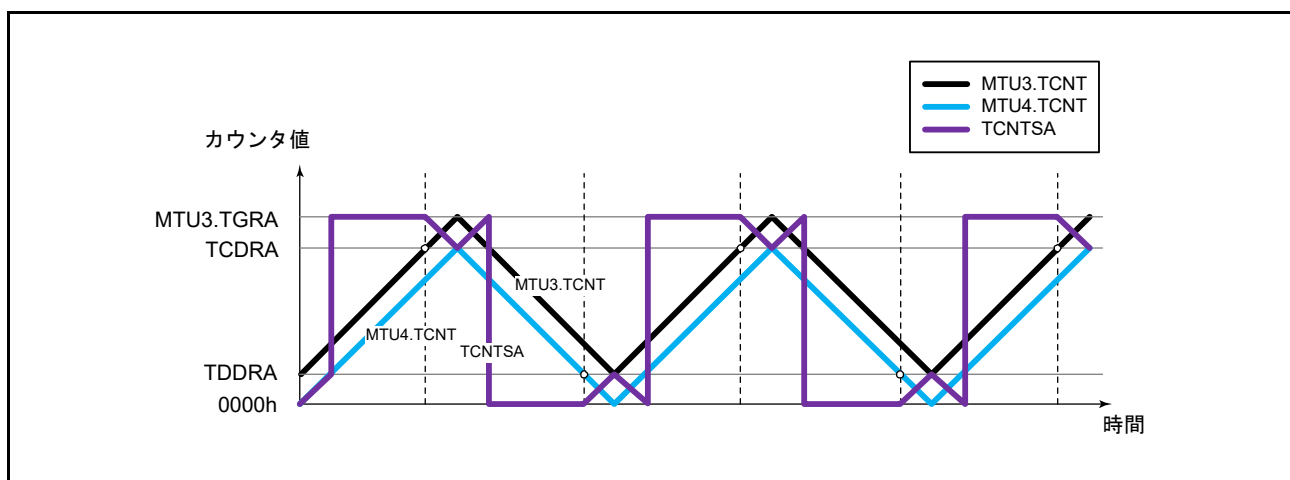 MTU3.TCNT
MTU4.TCNT
TCNTSA
カウンタ値
MTU3.TGRA
TCDRA
MTU3.TCNT
MTU4.TCNT
TCNTSA
TDDRA
0000h
時間